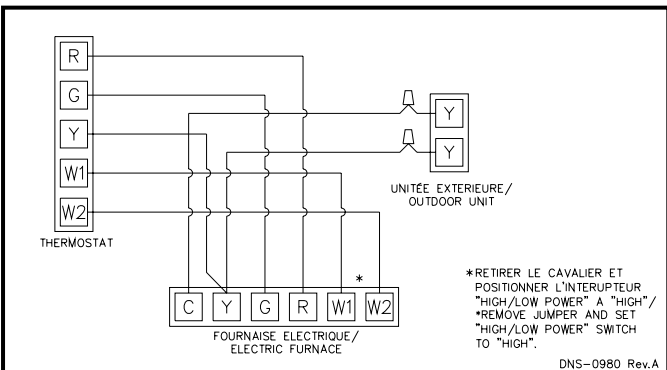 R
G
Y
W1
W2
THERMOSTAT
Y
Y
UNITÉE EXTERIEURE/
OUTDOOR UNIT
*
C Y G R W1 W2
FOURNAISE ELECTRIQUE/
ELECTRIC FURNACE
*RETIRER LE CAVALIER ET
POSITIONNER L'INTERUPTEUR
"HIGH/LOW POWER" A "HIGH"/
*REMOVE JUMPER AND SET
"HIGH/LOW POWER" SWITCH
TO "HIGH".
DNS-0980 Rev.A